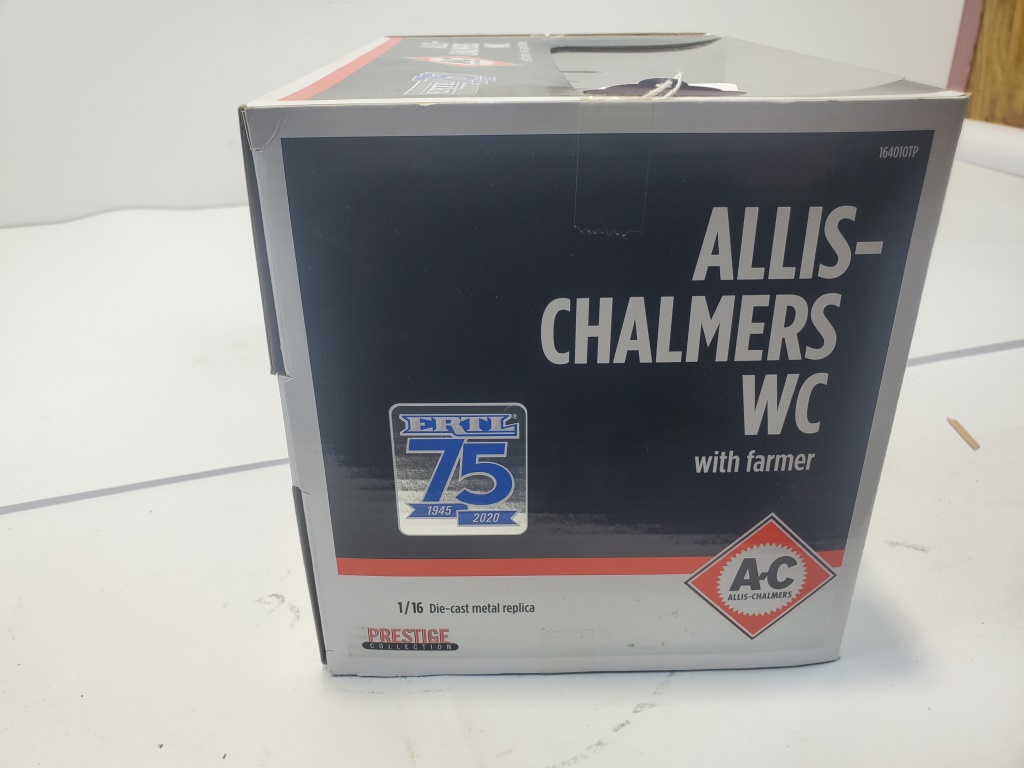 164010TP
ALLIS-
CHALMERS
WC
with farmer
ERTL®
75
1945 2020
A-C
ALLIS-CHALMERS
1/16 Die-cast metal replica
PRESTIGE
COLLECTION